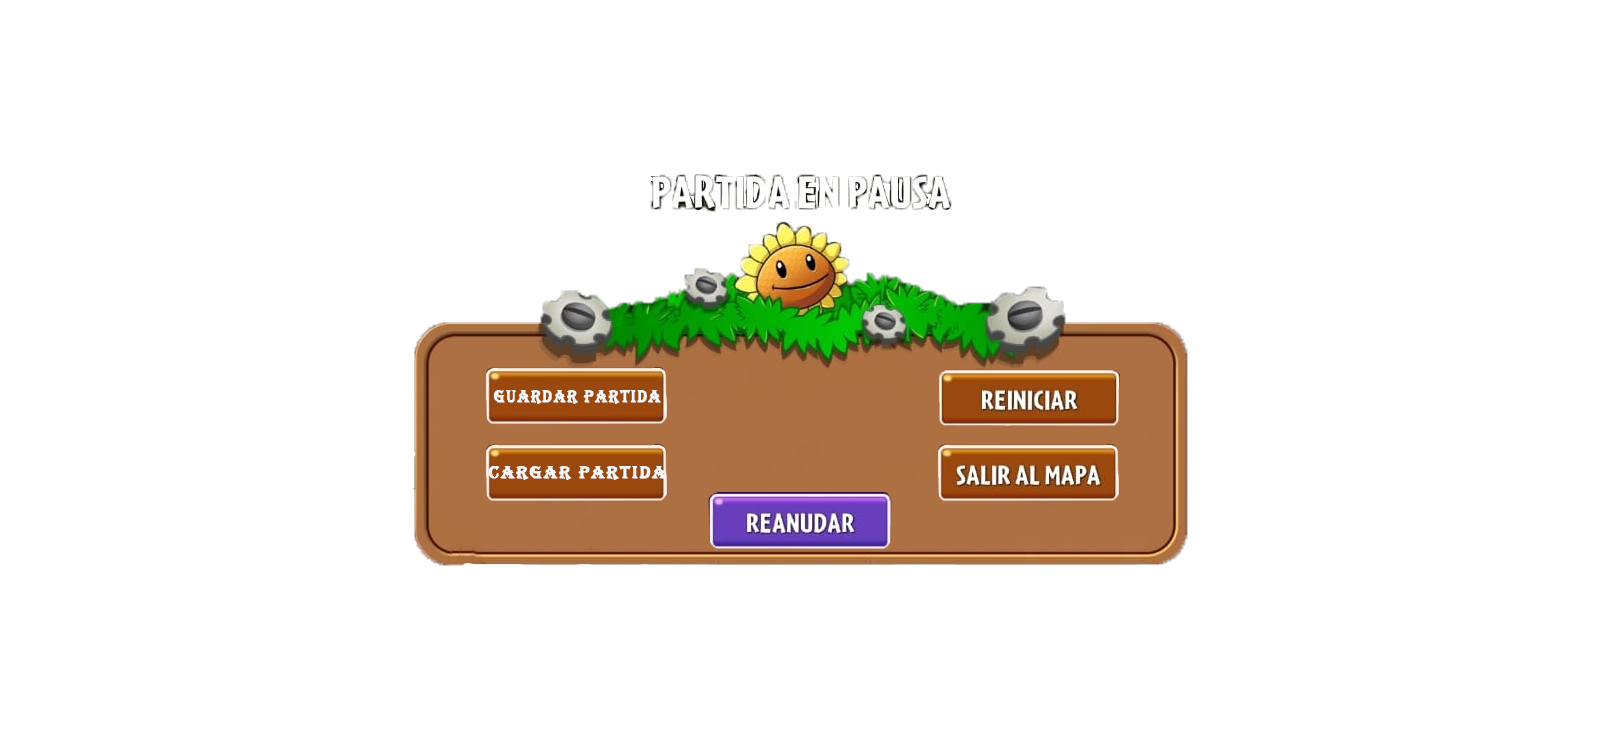 PARTIDA EN PAUSA
GUARDAR PARTIDA
REINICIAR
CARGAR PARTIDA
SALIR AL MAPA
REANUDAR